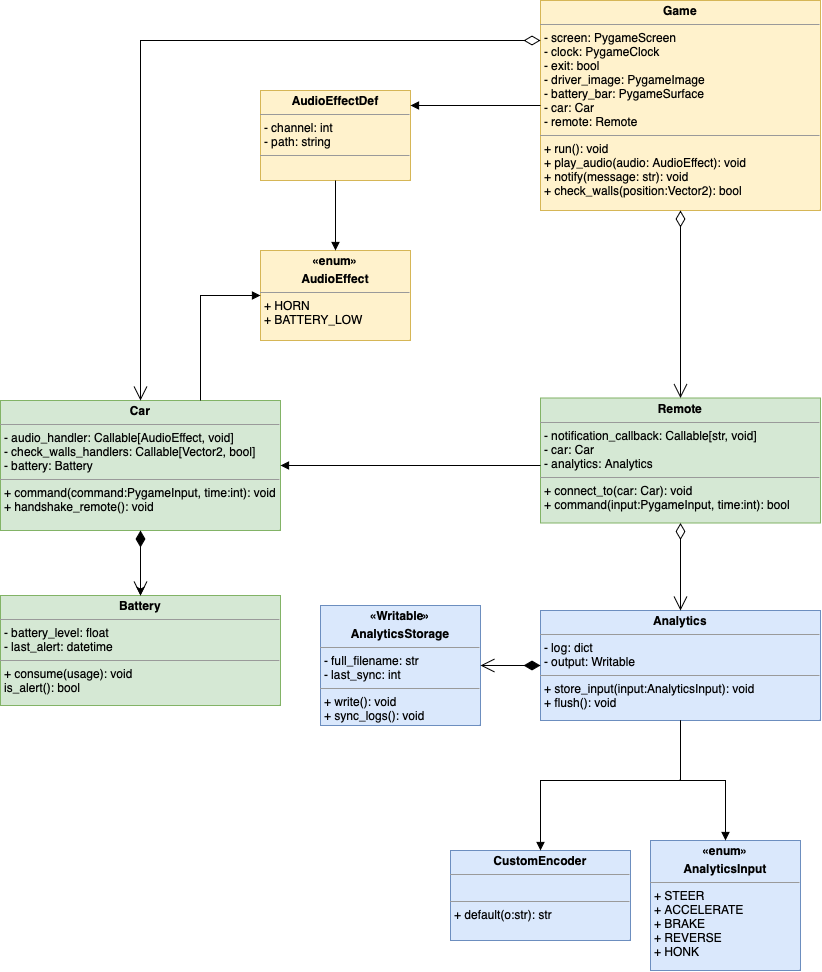 Game
- screen: PygameScreen
- clock: PygameClock
- exit: bool
- driver_image: PygameImage
- battery_bar: PygameSurface
- car: Car
- remote: Remote
+ run(): void
+ play_audio(audio: AudioEffect): void
+ notify(message: str): void
+ check_walls(position:Vector2): bool
AudioEffectDef
- channel: int
- path: string
«enum»
AudioEffect
+ HORN
+ BATTERY_LOW
Car
- audio_handler: Callable[AudioEffect, void]
- check_walls_handlers: Callable[Vector2, bool]
- battery: Battery
+ command(command:PygameInput, time:int): void
+ handshake_remote(): void
Remote
- notification_callback: Callable[str, void]
- car: Car
- analytics: Analytics
+ connect_to(car: Car): void
+ command(input:PygameInput, time:int): bool
Battery
- battery_level: float
- last_alert: datetime
+ consume(usage): void
is_alert(): bool
«Writable»
AnalyticsStorage
- full_filename: str
- last_sync: int
+ write(): void
+ sync_logs(): void
Analytics
- log: dict
- output: Writable
+ store_input(input:AnalyticsInput): void
+ flush(): void
CustomEncoder
+ default(o:str): str
«enum»
AnalyticsInput
+ STEER
+ ACCELERATE
+ BRAKE
+ REVERSE
+ HONK